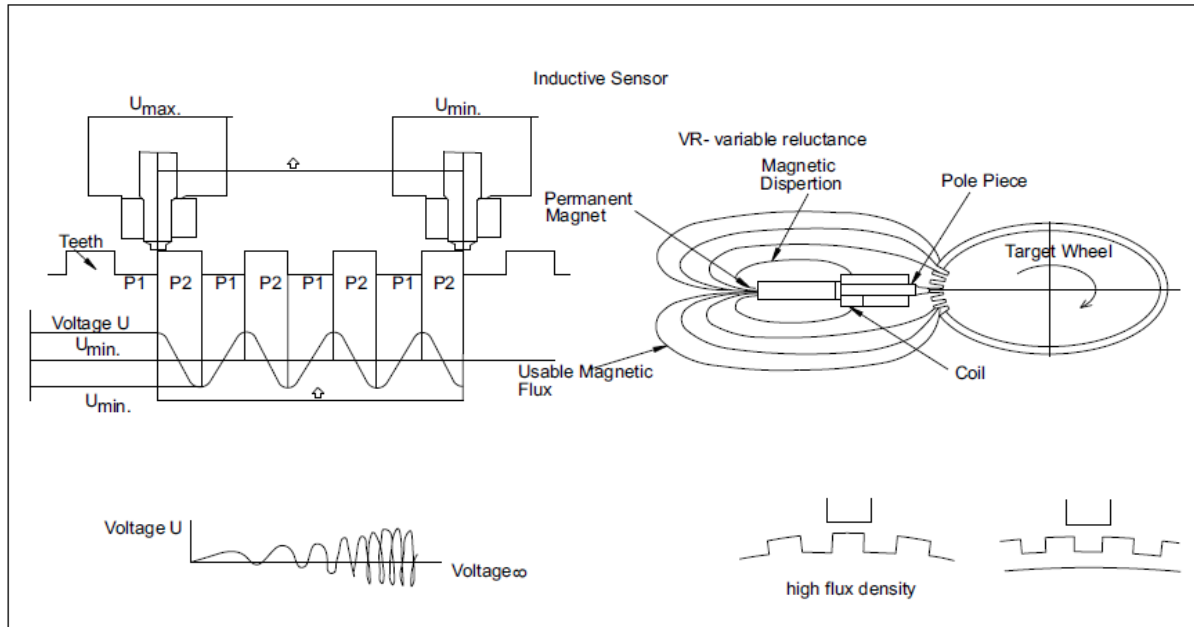 Inductive Sensor
Umax.
Umin.
VR- variable reluctance
Magnetic
Dispertion
Pole Piece
Permanent
Magnet
Teeth
Target Wheel
P1 P2 P1 P2 P1 P2 P1 P2
Voltage U
Umin.
Usable Magnetic
Flux
Coil
Umin.
Voltage U
Voltage∞
high flux density